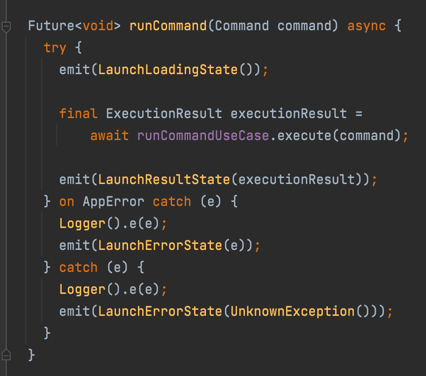 Future<void> runCommand(Command command) async {
try {
emit(LaunchLoadingState());
final ExecutionResult executionResult =
await runCommandUseCase.execute(command);
emit(LaunchResultState(executionResult));
} on AppError catch (e) {
Logger().e(e);
emit(LaunchErrorState(e));
} catch (e) {
Logger().e(e);
emit(LaunchErrorState(UnknownException()));
}
}